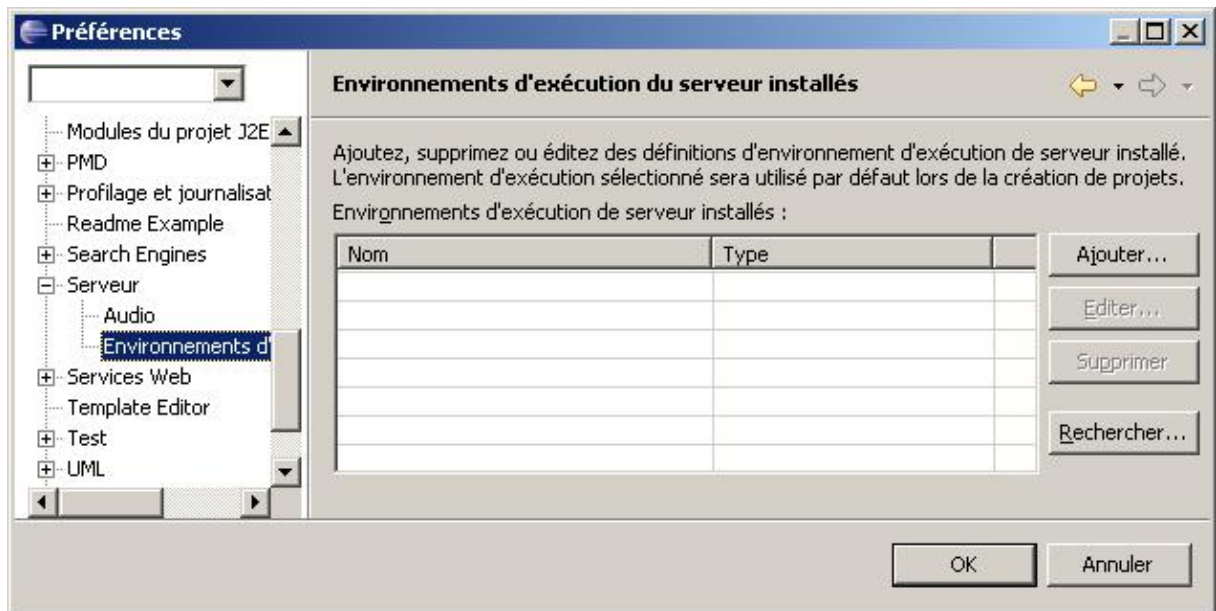 Préférences
Environnements d'exécution du serveur installés
Modules du projet J2E
PMD
Profilage et journalisat
Readme Example
Search Engines
Serveur
Audio
Environnements d'
Services Web
Template Editor
Test
UML
Ajoutez, supprimez ou éditez des définitions d'environnement d'exécution de serveur installé.
L'environnement d'exécution sélectionné sera utilisé par défaut lors de la création de projets.
Environnements d'exécution de serveur installés :
Nom
Type
Ajouter...
Editer...
Supprimer
Rechercher...
OK
Annuler